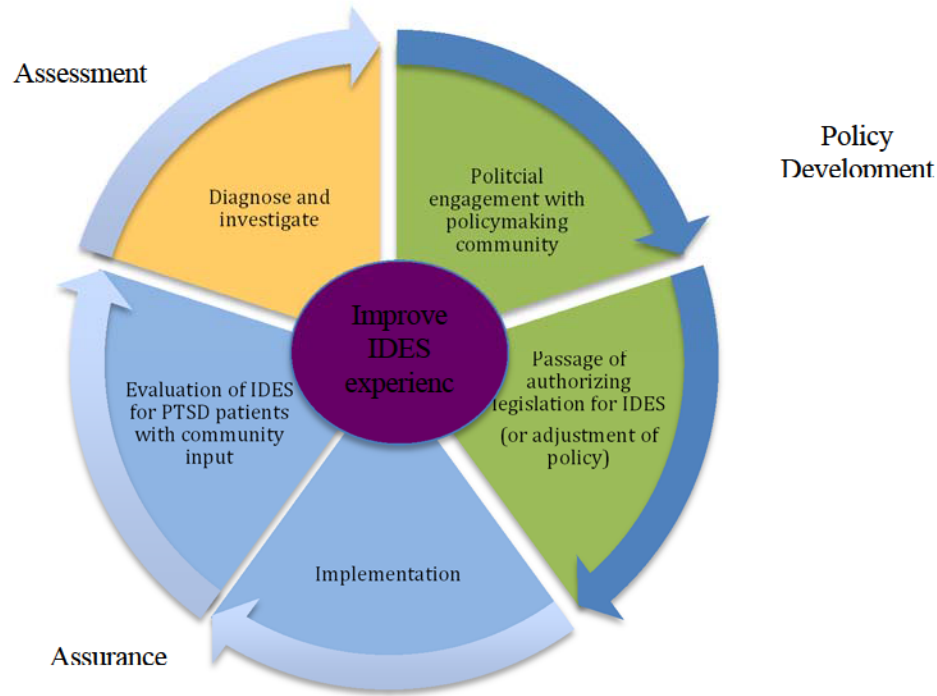 Assessment
Policy
Development
Diagnose and
investigate
Politcial
engagement with
policymaking
community
Improve
IDES
experienc
Passage of
authorizing
legislation for IDES
(or adjustment of
policy)
Evaluation of IDES
for PTSD patients
with community
input
Implementation
Assurance